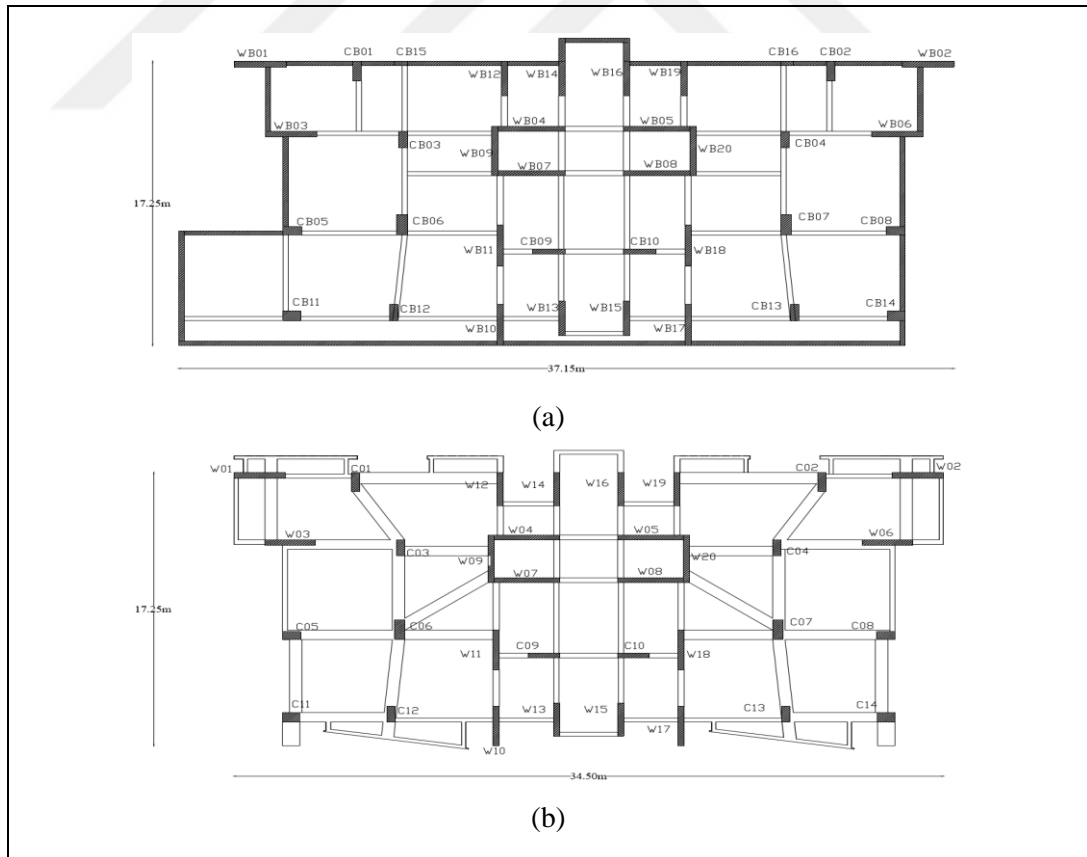 WB01 CB01 CB15 CB16 CB02 WB02
WB12 WB14 WB16 WB19
WB03 WB04 WB05 WB06
CB03 WB09 WB20 CB04
WB07 WB08
17.25m
CB05 CB06 CB07 CB08
WB11 CB09 CB10 WB18
CB11 CB12 WB13 WB15 CB13 CB14
WB10 WB17
37.15m
(a)
W01 C01 C02 W02
W12 W14 W16 W19
W03 W04 W05 W06
C03 W09 W20 C04
W07 W08
17.25m
C05 C06 C07 C08
W11 C09 C10 W18
C11 C12 W13 W15 C13 C14
W10 W17
34.50m
(b)